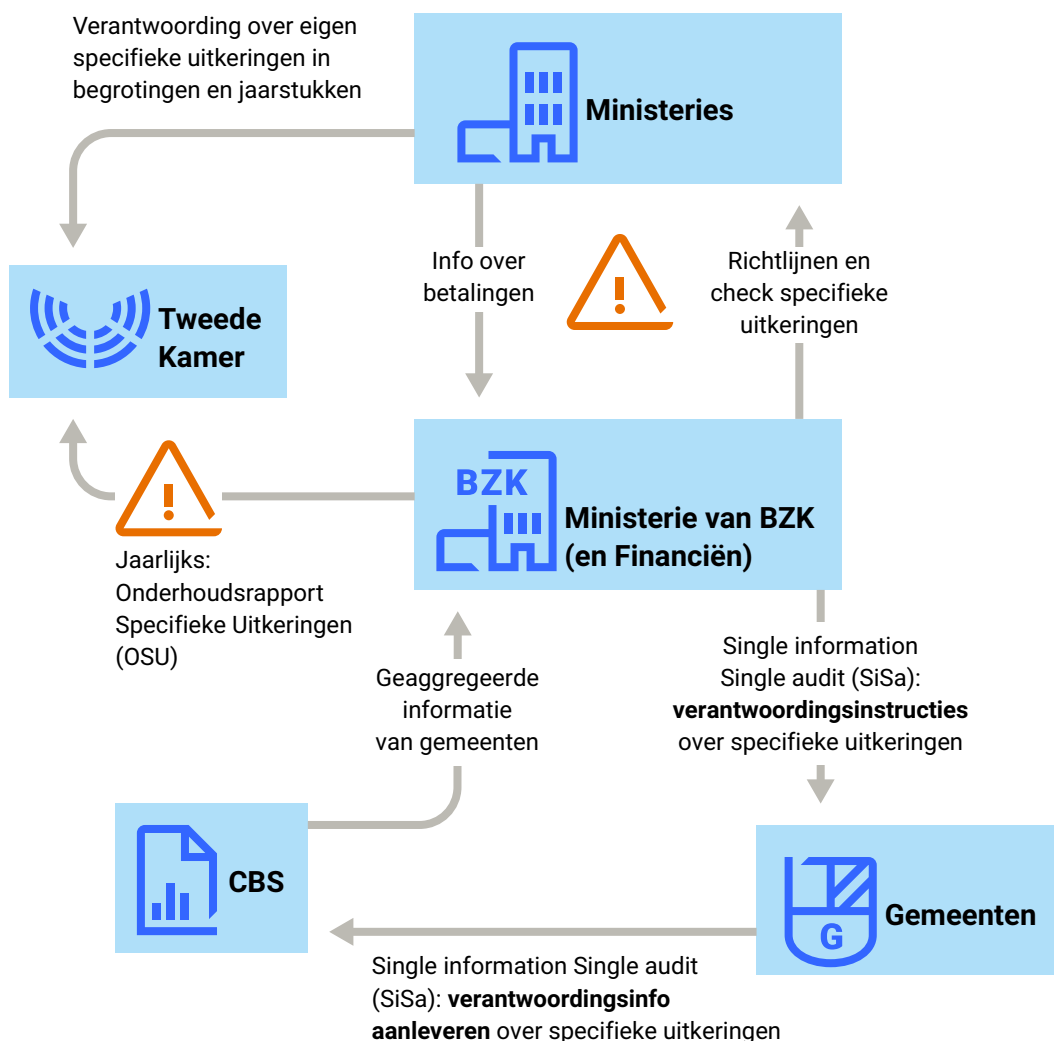 Verantwoording over eigen
specifieke uitkeringen in
begrotingen en jaarstukken
Ministeries
Info over
betalingen
Richtlijnen en
check specifieke
uitkeringen
Tweede
Kamer
BZK
Ministerie van BZK
(en Financiën)
Jaarlijks:
Onderhoudsrapport
Specifieke Uitkeringen
(OSU)
Geaggregeerde
informatie
van gemeenten
Single information
Single audit (SiSa):
verantwoordingsinstructies
over specifieke uitkeringen
CBS
G
Gemeenten
Single information Single audit
(SiSa): verantwoordingsinfo
aanleveren over specifieke uitkeringen